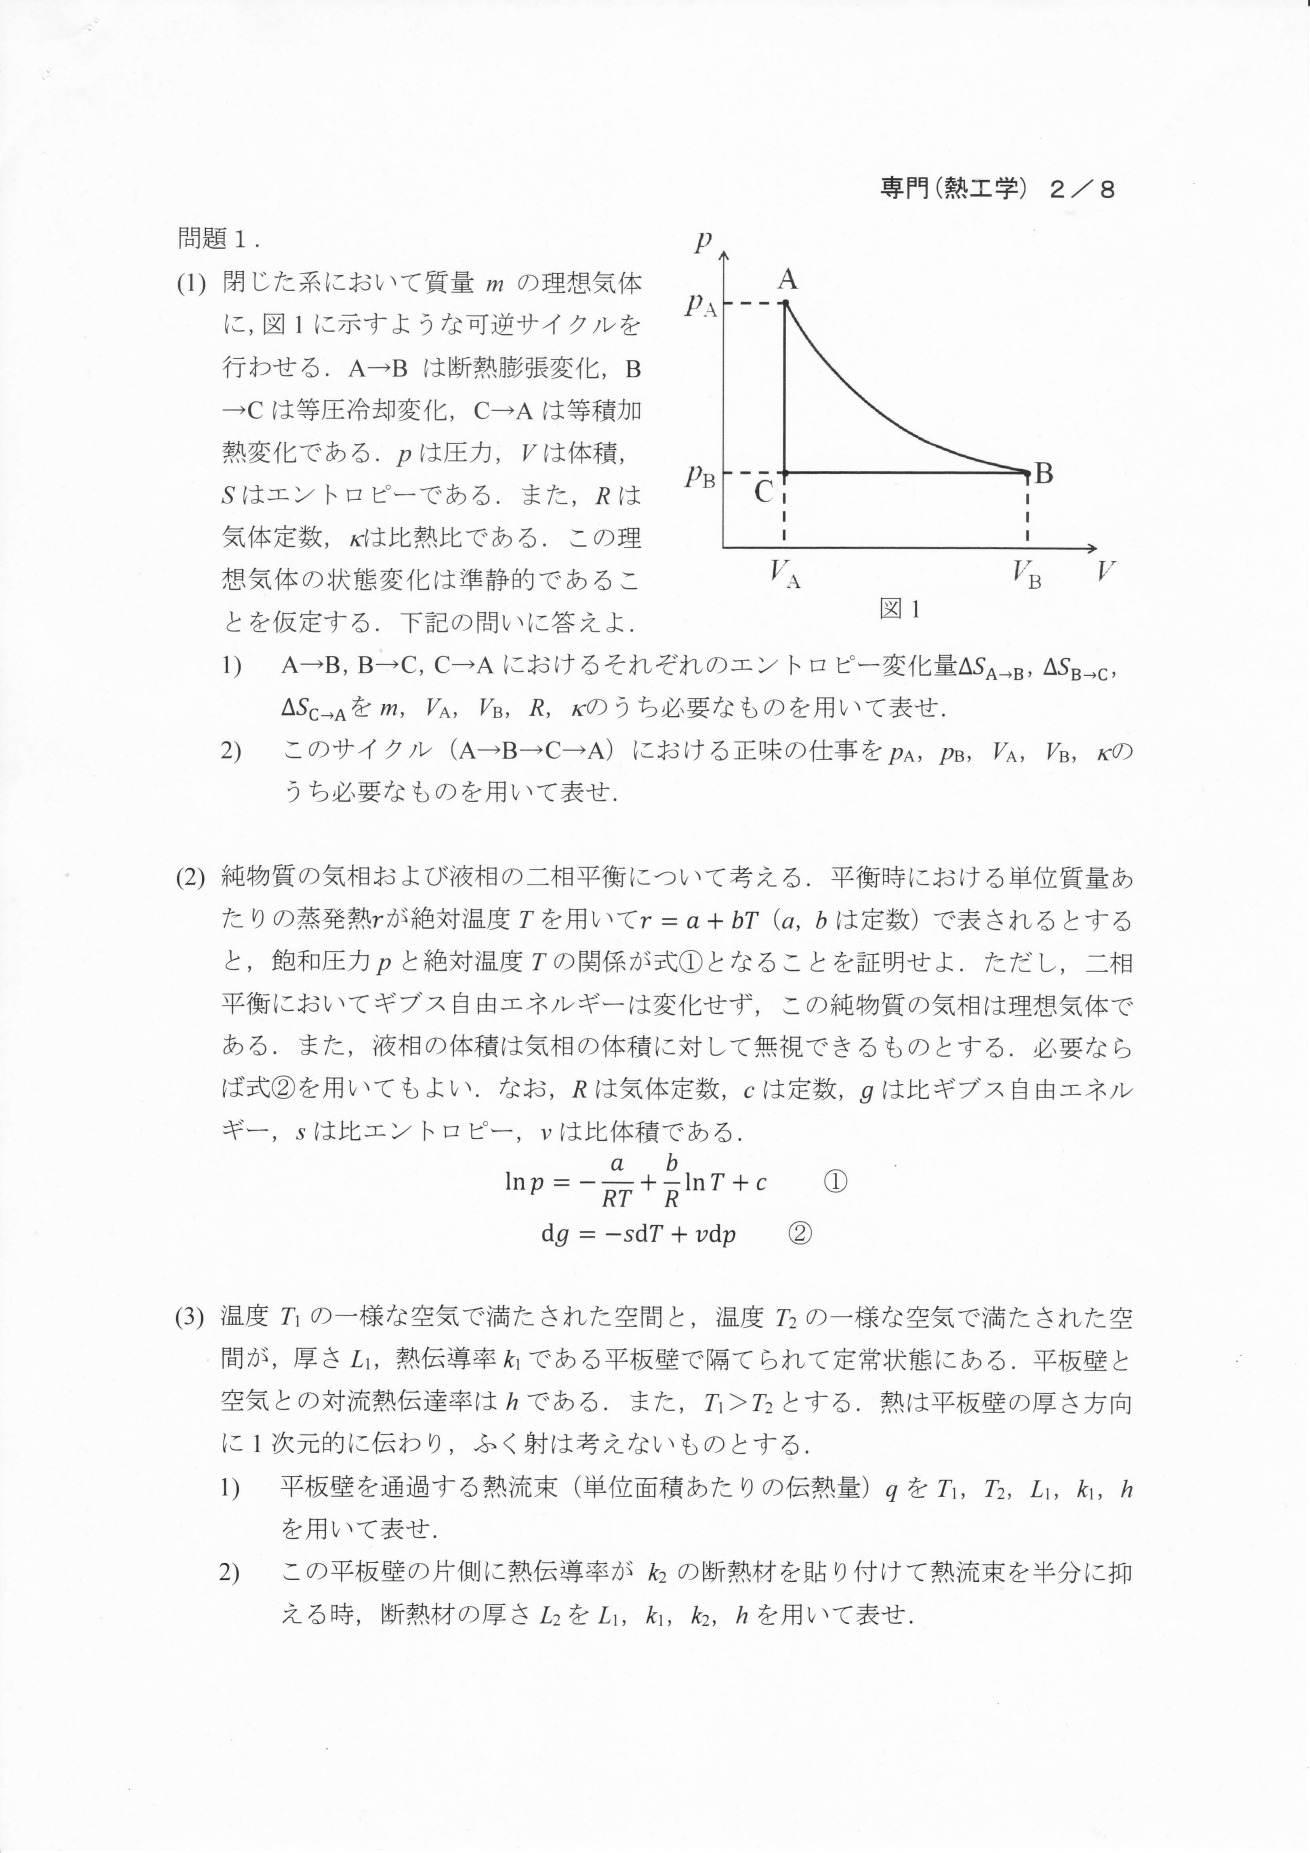 専門(熱工学) 2/8
問題1.
(1) 閉じた系において質量 m の理想気体
に,図1に示すような可逆サイクルを
行わせる.A→B は断熱膨張変化,B
→C は等圧冷却変化,C→A は等積加
熱変化である.p は圧力,V は体積,
S はエントロピーである.また,R は
気体定数,κは比熱比である.この理
想気体の状態変化は準静的であるこ
とを仮定する.下記の問いに答えよ.
p
A
pA
pB
C
B
VA
VB
V
図1
1) A→B, B→C, C→A におけるそれぞれのエントロピー変化量ΔSA→B, ΔSB→C,
ΔSC→Aを m, VA, VB, R, κのうち必要なものを用いて表せ.
2) このサイクル(A→B→C→A)における正味の仕事を pA, pB, VA, VB, κの
うち必要なものを用いて表せ.
(2) 純物質の気相および液相の二相平衡について考える.平衡時における単位質量あ
たりの蒸発熱rが絶対温度 T を用いてr = a + bT(a, b は定数)で表されるとする
と,飽和圧力 p と絶対温度 T の関係が式①となることを証明せよ.ただし,二相
平衡においてギブス自由エネルギーは変化せず,この純物質の気相は理想気体で
ある.また,液相の体積は気相の体積に対して無視できるものとする.必要なら
ば式②を用いてもよい.なお,R は気体定数,c は定数,g は比ギブス自由エネル
ギー,s は比エントロピー,v は比体積である.
ln p = − a/RT + b/R ln T + c ①
dg = −sdT + vdp ②
(3) 温度 T1 の一様な空気で満たされた空間と,温度 T2 の一様な空気で満たされた空
間が,厚さ L1,熱伝導率 k1 である平板壁で隔てられて定常状態にある.平板壁と
空気との対流熱伝達率は h である.また,T1>T2 とする.熱は平板壁の厚さ方向
に1次元的に伝わり,ふく射は考えないものとする.
1) 平板壁を通過する熱流束(単位面積あたりの伝熱量)q を T1, T2, L1, k1, h
を用いて表せ.
2) この平板壁の片側に熱伝導率が k2 の断熱材を貼り付けて熱流束を半分に抑
える時,断熱材の厚さ L2 を L1, k1, k2, h を用いて表せ.